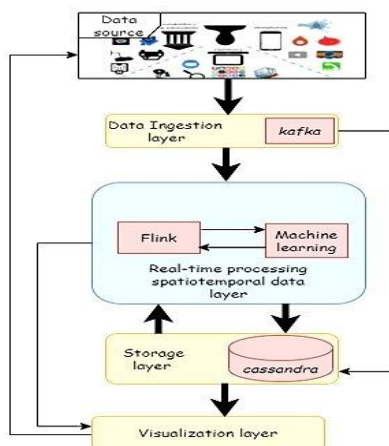 Data
source
Data Ingestion
layer
kafka
Flink
Machine
learning
Real-time processing
spatiotemporal data
layer
Storage
layer
cassandra
Visualization layer